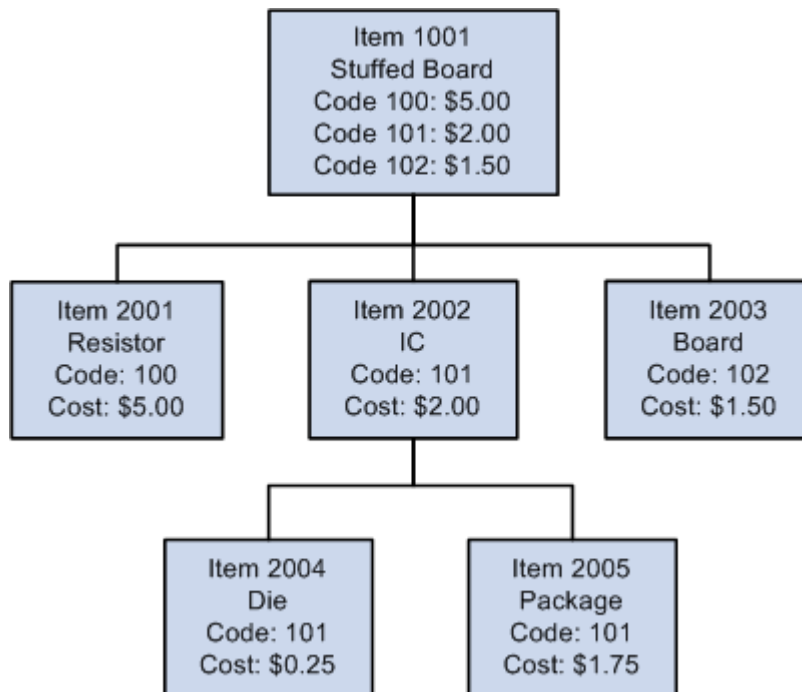 Item 1001
Stuffed Board
Code 100: $5.00
Code 101: $2.00
Code 102: $1.50
Item 2001
Resistor
Code: 100
Cost: $5.00
Item 2002
IC
Code: 101
Cost: $2.00
Item 2003
Board
Code: 102
Cost: $1.50
Item 2004
Die
Code: 101
Cost: $0.25
Item 2005
Package
Code: 101
Cost: $1.75